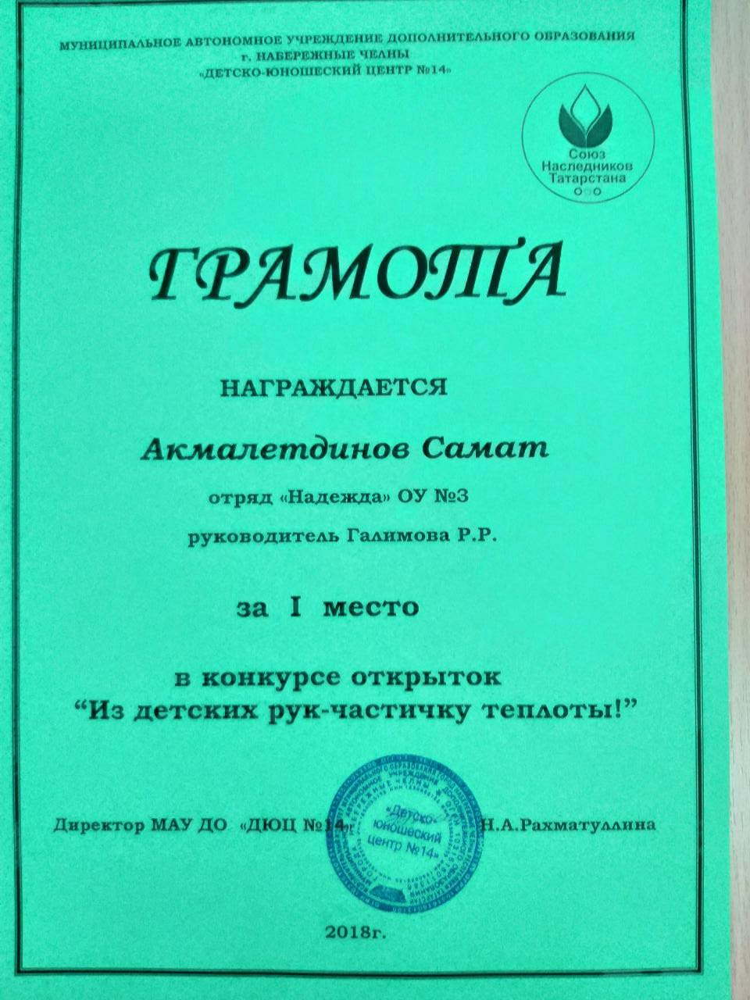 МУНИЦИПАЛЬНОЕ АВТОНОМНОЕ УЧРЕЖДЕНИЕ ДОПОЛНИТЕЛЬНОГО ОБРАЗОВАНИЯ
г. НАБЕРЕЖНЫЕ ЧЕЛНЫ
«ДЕТСКО-ЮНОШЕСКИЙ ЦЕНТР №14»
Союз
Наследников
Татарстана
ГРАМОТА
НАГРАЖДАЕТСЯ
Акмалетдинов Самат
отряд «Надежда» ОУ №3
руководитель Галимова Р.Р.
за I место
в конкурсе открыток
“Из детских рук-частичку теплоты!”
Директор МАУ ДО «ДЮЦ №14» Н.А.Рахматуллина
«Детско-
юношеский
центр №14»
2018г.